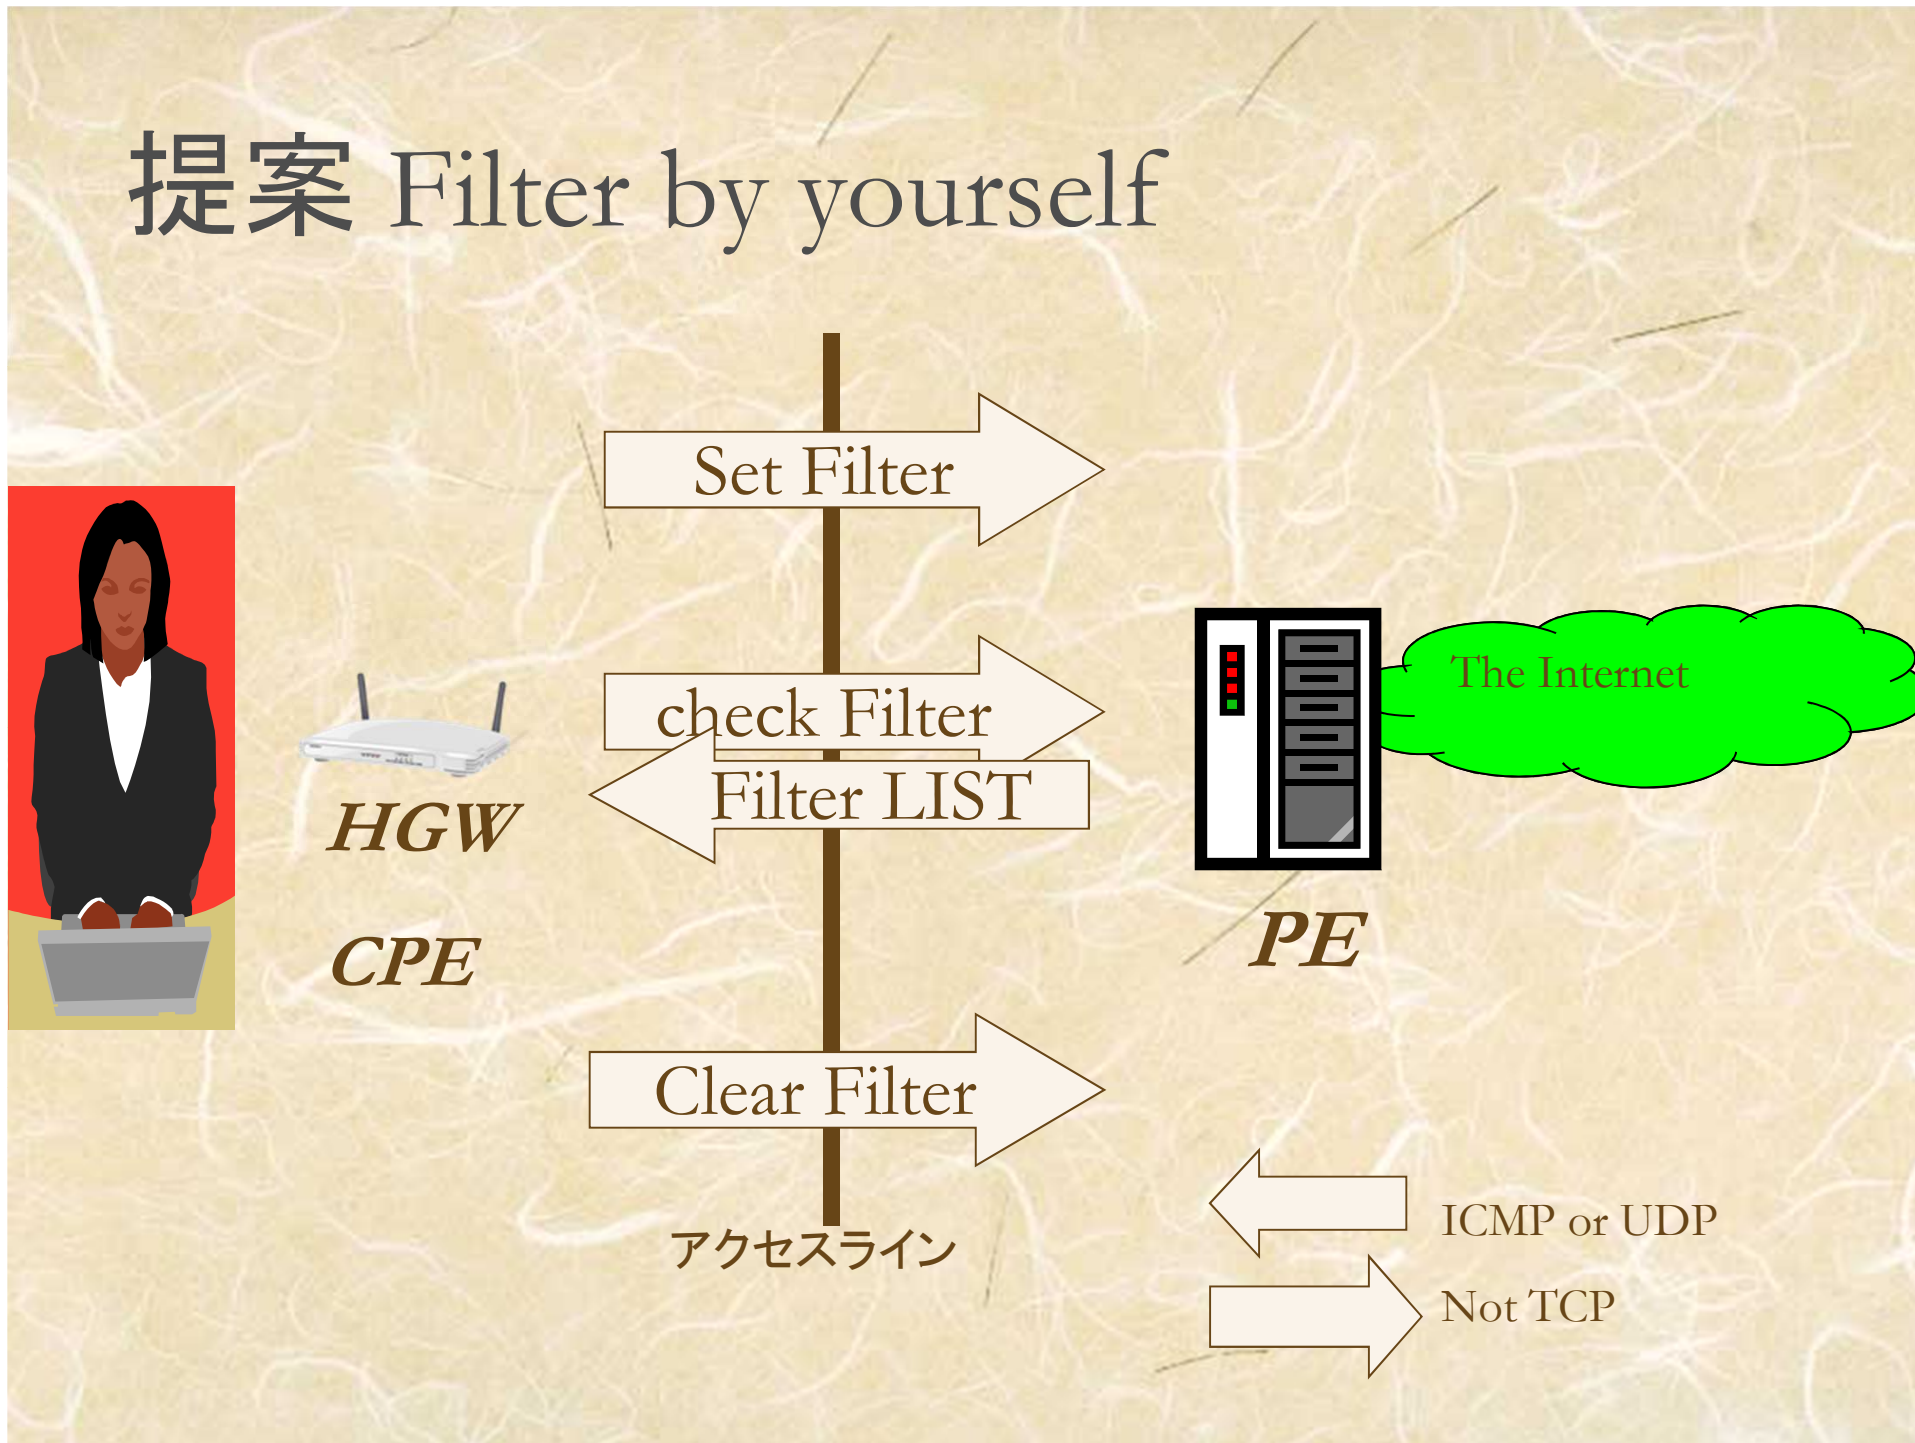 提案 Filter by yourself
Set Filter
check Filter
Filter LIST
The Internet
HGW
CPE
PE
Clear Filter
アクセスライン
ICMP or UDP
Not TCP